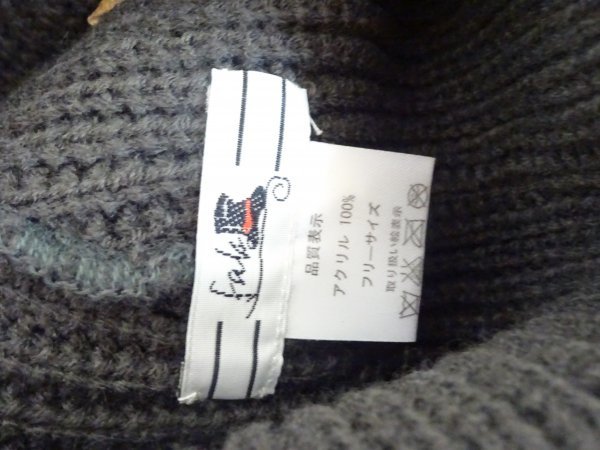 品質表示
アクリル 100%
フリーサイズ
取り扱い絵表示